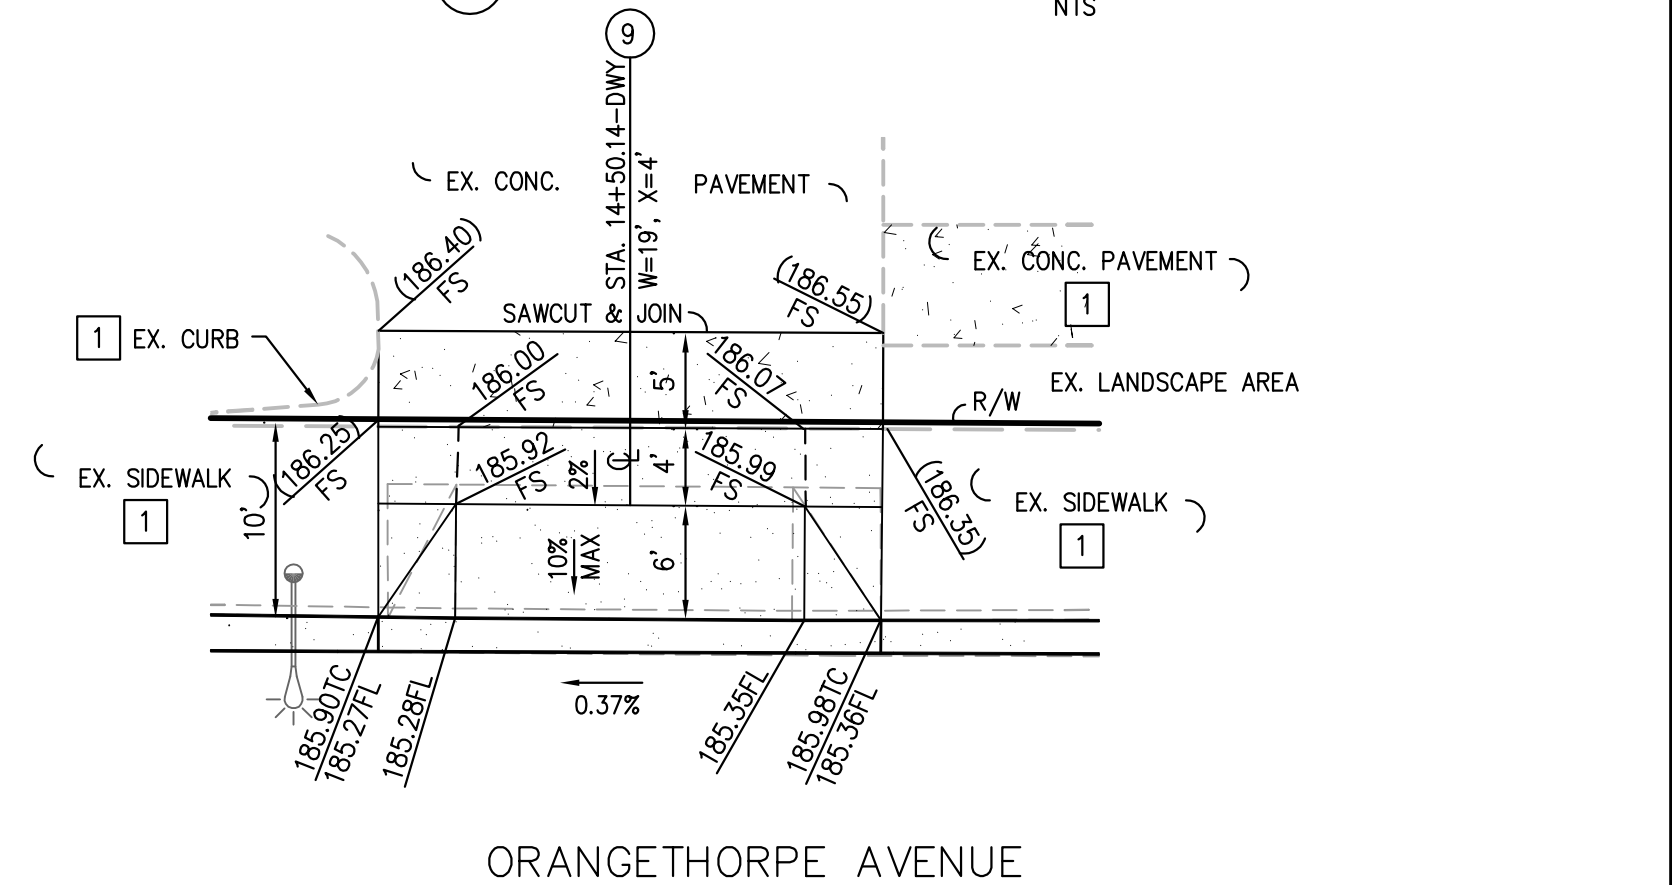 NTS
9
STA. 14+50.14-DWY
W=19', X=4'
EX. CONC.
PAVEMENT
(186.40)
FS
(186.55)
FS
EX. CONC. PAVEMENT
1
SAWCUT & JOIN
1 EX. CURB
186.00
FS
5'
186.07
FS
EX. LANDSCAPE AREA
R/W
(186.25)
FS
185.92
FS
2%
CL
4'
185.99
FS
(186.35)
FS
EX. SIDEWALK
1
10'
EX. SIDEWALK
1
10%
MAX
6'
185.90TC
185.27FL
185.28FL
0.37%
185.35FL
185.98TC
185.36FL
ORANGETHORPE AVENUE